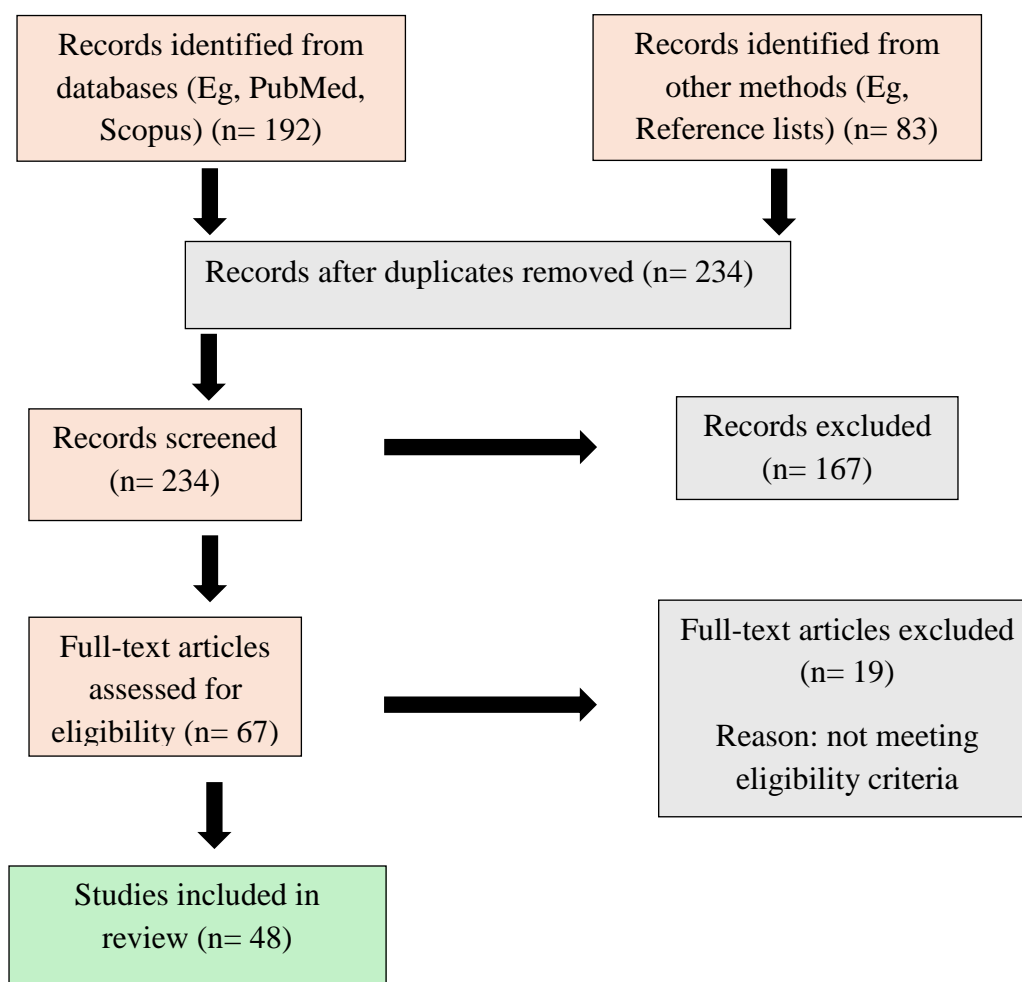 Records identified from
databases (Eg, PubMed,
Scopus) (n= 192)
Records identified from
other methods (Eg,
Reference lists) (n= 83)
Records after duplicates removed (n= 234)
Records screened
(n= 234)
Records excluded
(n= 167)
Full-text articles
assessed for
eligibility (n= 67)
Full-text articles excluded
(n= 19)
Reason: not meeting
eligibility criteria
Studies included in
review (n= 48)